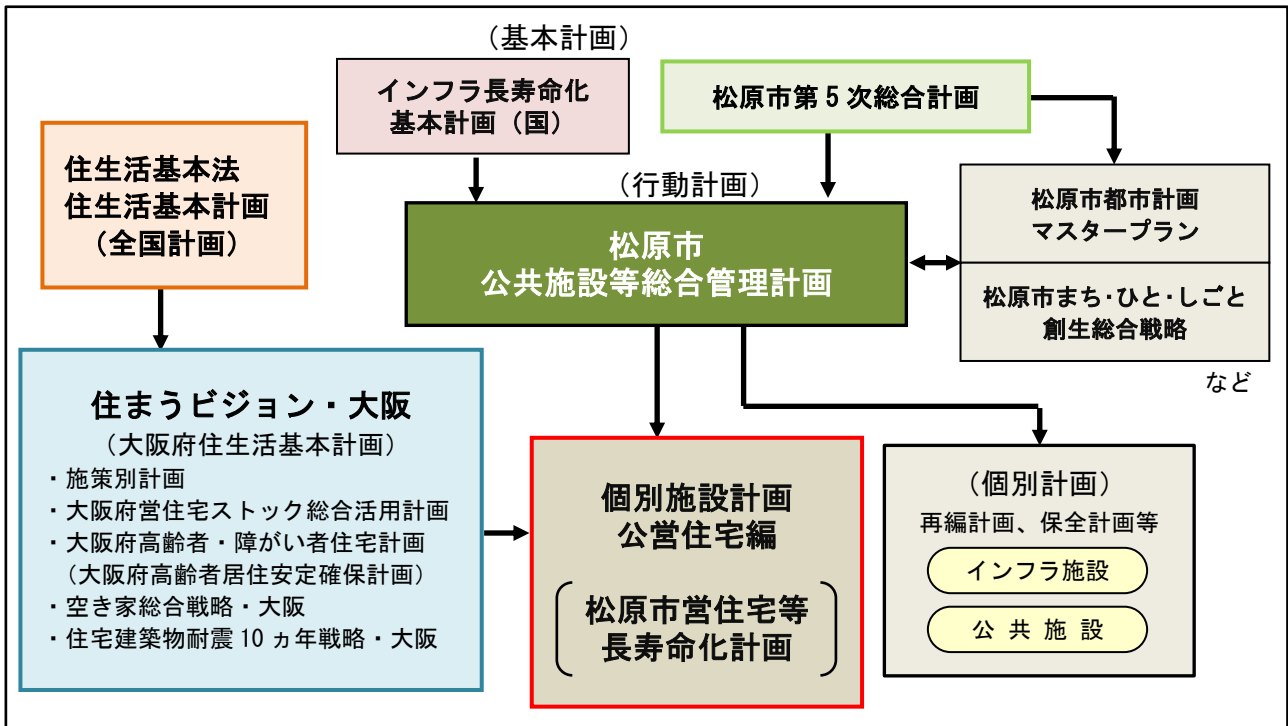 （基本計画）
インフラ長寿命化
基本計画（国）
松原市第５次総合計画
住生活基本法
住生活基本計画
（全国計画）
（行動計画）
松原市
公共施設等総合管理計画
松原市都市計画
マスタープラン
松原市まち･ひと･しごと
創生総合戦略
など
住まうビジョン・大阪
（大阪府住生活基本計画）
・施策別計画
・大阪府営住宅ストック総合活用計画
・大阪府高齢者・障がい者住宅計画
（大阪府高齢者居住安定確保計画）
・空き家総合戦略・大阪
・住宅建築物耐震 10 ヵ年戦略・大阪
個別施設計画
公営住宅編
松原市営住宅等
長寿命化計画
（個別計画）
再編計画、保全計画等
インフラ施設
公 共 施 設